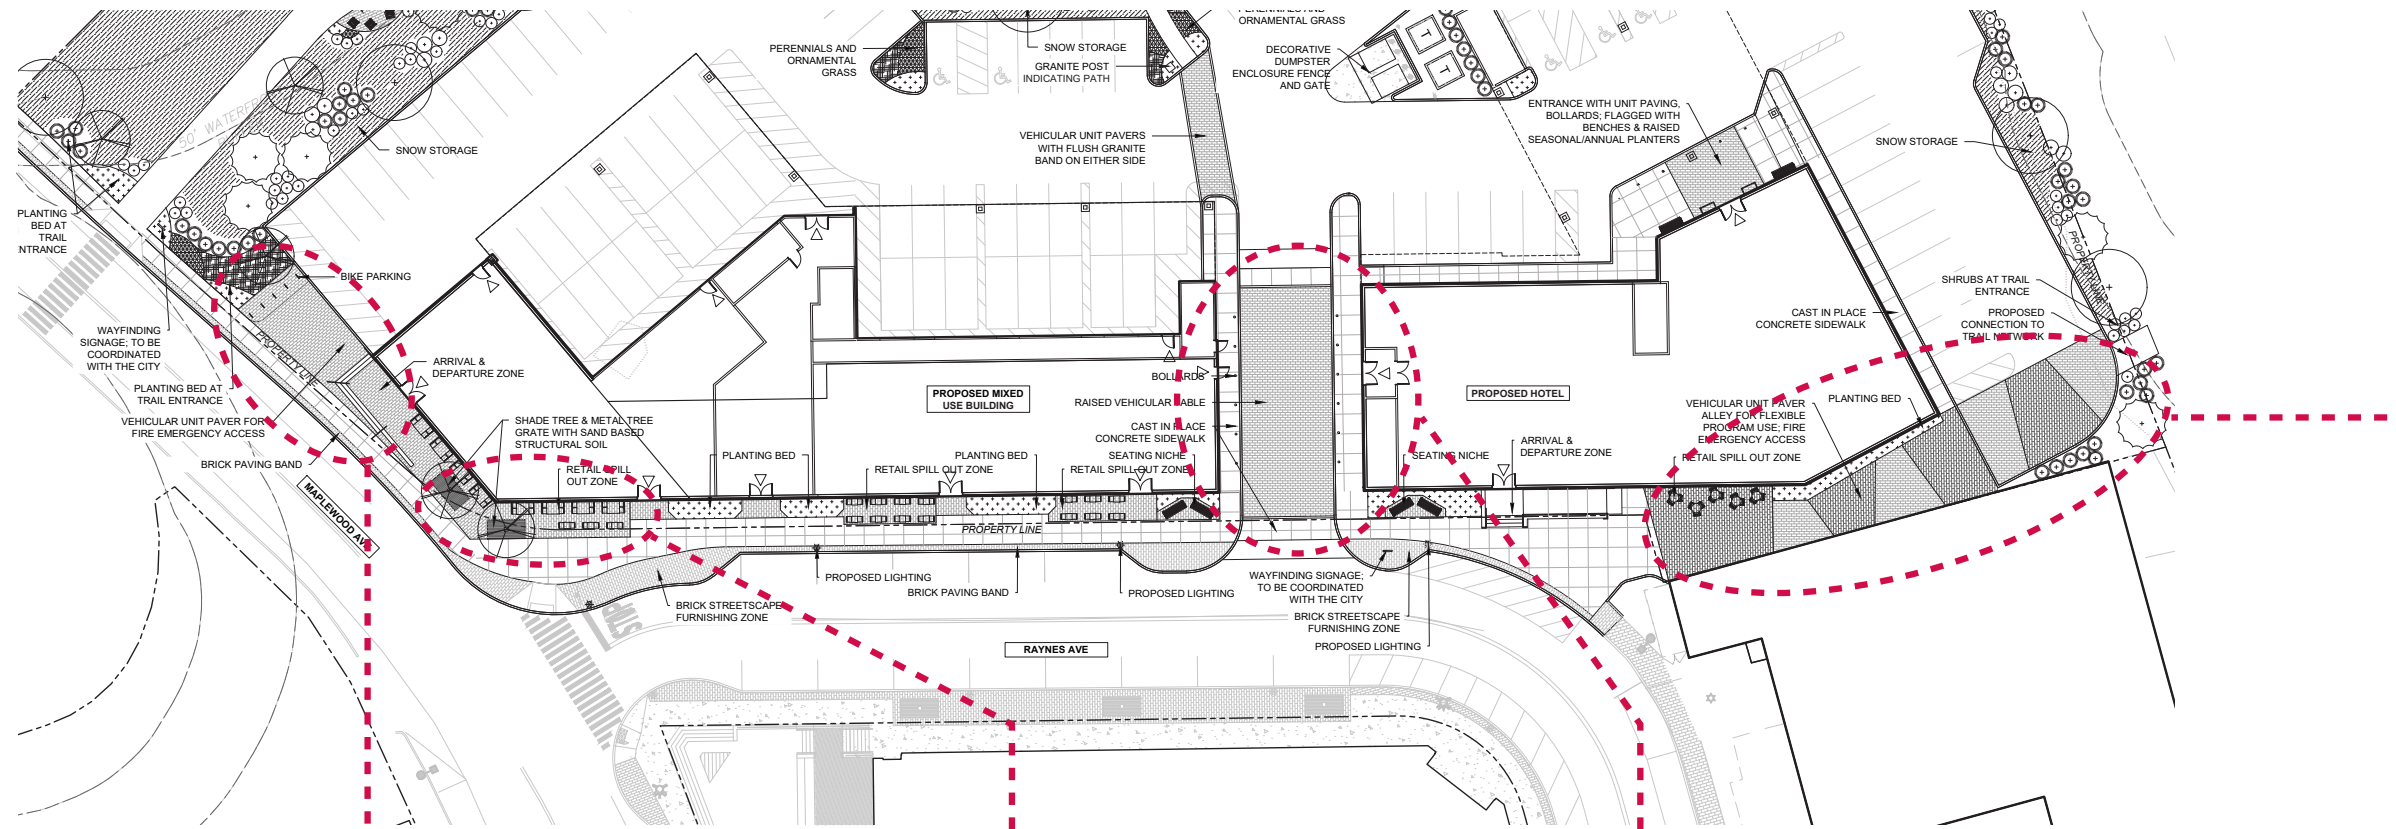 PERENNIALS AND
ORNAMENTAL
GRASS
SNOW STORAGE
GRANITE POST
INDICATING PATH
ORNAMENTAL GRASS
DECORATIVE
DUMPSTER
ENCLOSURE FENCE
AND GATE
T
T
ENTRANCE WITH UNIT PAVING,
BOLLARDS; FLAGGED WITH
BENCHES & RAISED
SEASONAL/ANNUAL PLANTERS
SNOW STORAGE
VEHICULAR UNIT PAVERS
WITH FLUSH GRANITE
BAND ON EITHER SIDE
SNOW STORAGE
50' WATERF
PLANTING
BED AT
TRAIL
NTRANCE
BIKE PARKING
PROPERTY LINE
SHRUBS AT TRAIL
ENTRANCE
PROPOSED
CONNECTION TO
TRAIL NETWORK
CAST IN PLACE
CONCRETE SIDEWALK
WAYFINDING
SIGNAGE; TO BE
COORDINATED
WITH THE CITY
PROPERTY LINE
ARRIVAL &
DEPARTURE ZONE
PLANTING BED AT
TRAIL ENTRANCE
VEHICULAR UNIT PAVER FOR
FIRE EMERGENCY ACCESS
BRICK PAVING BAND
MAPLEWOOD AVE
SHADE TREE & METAL TREE
GRATE WITH SAND BASED
STRUCTURAL SOIL
RETAIL SPILL
OUT ZONE
PLANTING BED
PROPOSED MIXED
USE BUILDING
RETAIL SPILL OUT ZONE
PLANTING BED
BOLLARDS
RAISED VEHICULAR TABLE
CAST IN PLACE
CONCRETE SIDEWALK
SEATING NICHE
RETAIL SPILL OUT ZONE
PROPOSED HOTEL
SEATING NICHE
ARRIVAL &
DEPARTURE ZONE
VEHICULAR UNIT PAVER
ALLEY FOR FLEXIBLE
PROGRAM USE; FIRE
EMERGENCY ACCESS
PLANTING BED
RETAIL SPILL OUT ZONE
PROPERTY LINE
PROPOSED LIGHTING
BRICK PAVING BAND
PROPOSED LIGHTING
BRICK STREETSCAPE
FURNISHING ZONE
STOP
WAYFINDING SIGNAGE;
TO BE COORDINATED
WITH THE CITY
BRICK STREETSCAPE
FURNISHING ZONE
PROPOSED LIGHTING
RAYNES AVE